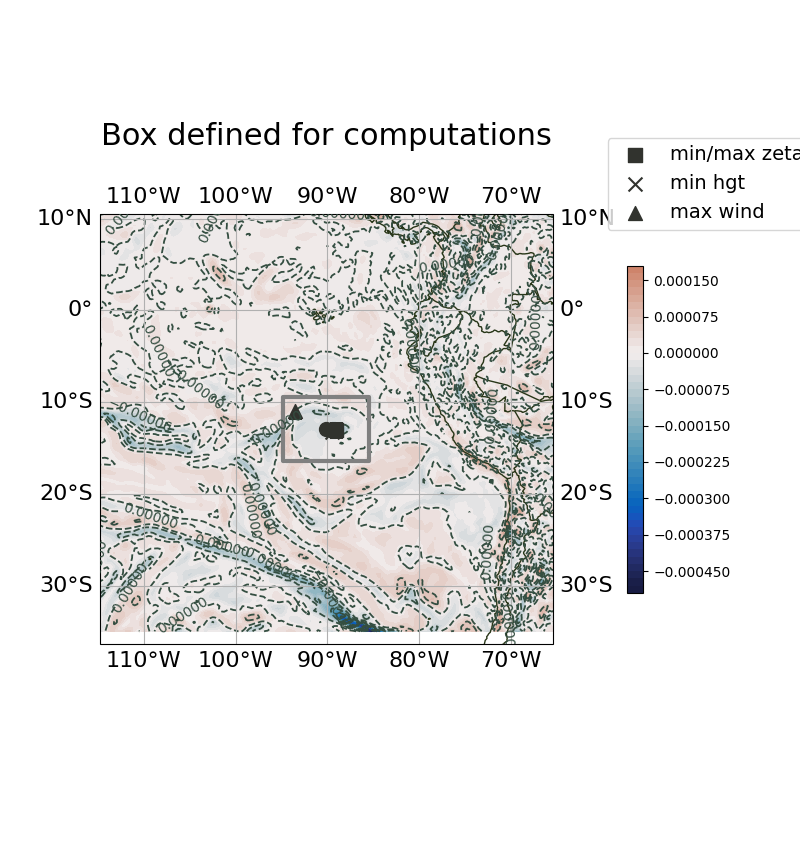 Box defined for computations
min/max zeta
min hgt
max wind
110°W 100°W 90°W 80°W 70°W
10°N 10°N
0° 0°
10°S 10°S
20°S 20°S
30°S 30°S
110°W 100°W 90°W 80°W 70°W
0.000150
0.000075
0.000000
−0.000075
−0.000150
−0.000225
−0.000300
−0.000375
−0.000450